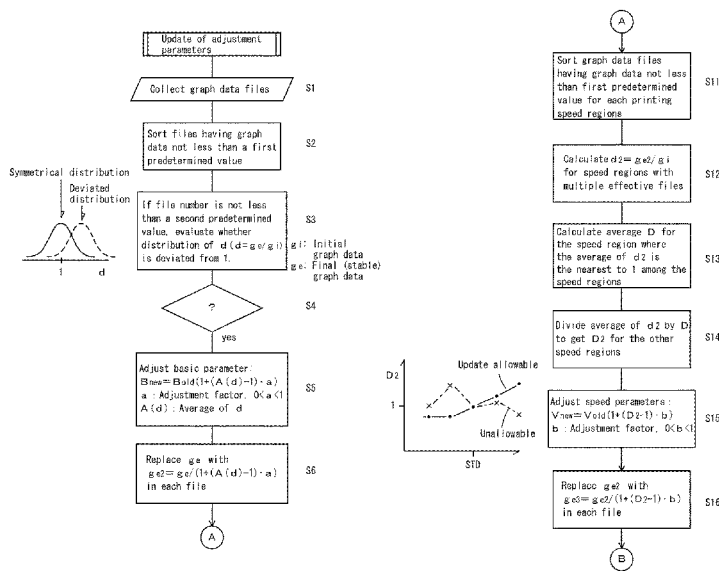 Update of adjustment
parameters
Collect graph data files
S1
Sort files having graph
data not less than a first
predetermined value
S2
Symmetrical distribution
Deviated
distribution
1
d
If file number is not less
than a second predetermined
value, evaluate whether
distribution of d (d=ge/gi)
is deviated from 1.
S3
gi: Initial
graph data
ge: Final (stable)
graph data
?
S4
yes
Adjust basic parameter:
Bnew=Bold(1+(A(d)-1)·a)
a : Adjustment factor, 0<a<1
A(d) : Average of d
S5
Replace ge with
ge2=ge/(1+(A(d)-1)·a)
in each file
S6
A
A
Sort graph data files
having graph data not less
than first predetermined
value for each printing
speed regions
S11
Calculate d2=ge2/gi
for speed regions with
multiple effective files
S12
Calculate average D for
the speed region where
the average of d2 is
the nearest to 1 among the
speed regions
S13
Divide average of d2 by D
to get D2 for the other
speed regions
S14
D2
1
Update allowable
Unallowable
STD
Adjust speed parameters :
Vnew=Vold(1+(D2-1)·b)
b : Adjustment factor, 0<b<1
S15
Replace ge2 with
ge3=ge2/(1+(D2-1)·b)
in each file
S16
B